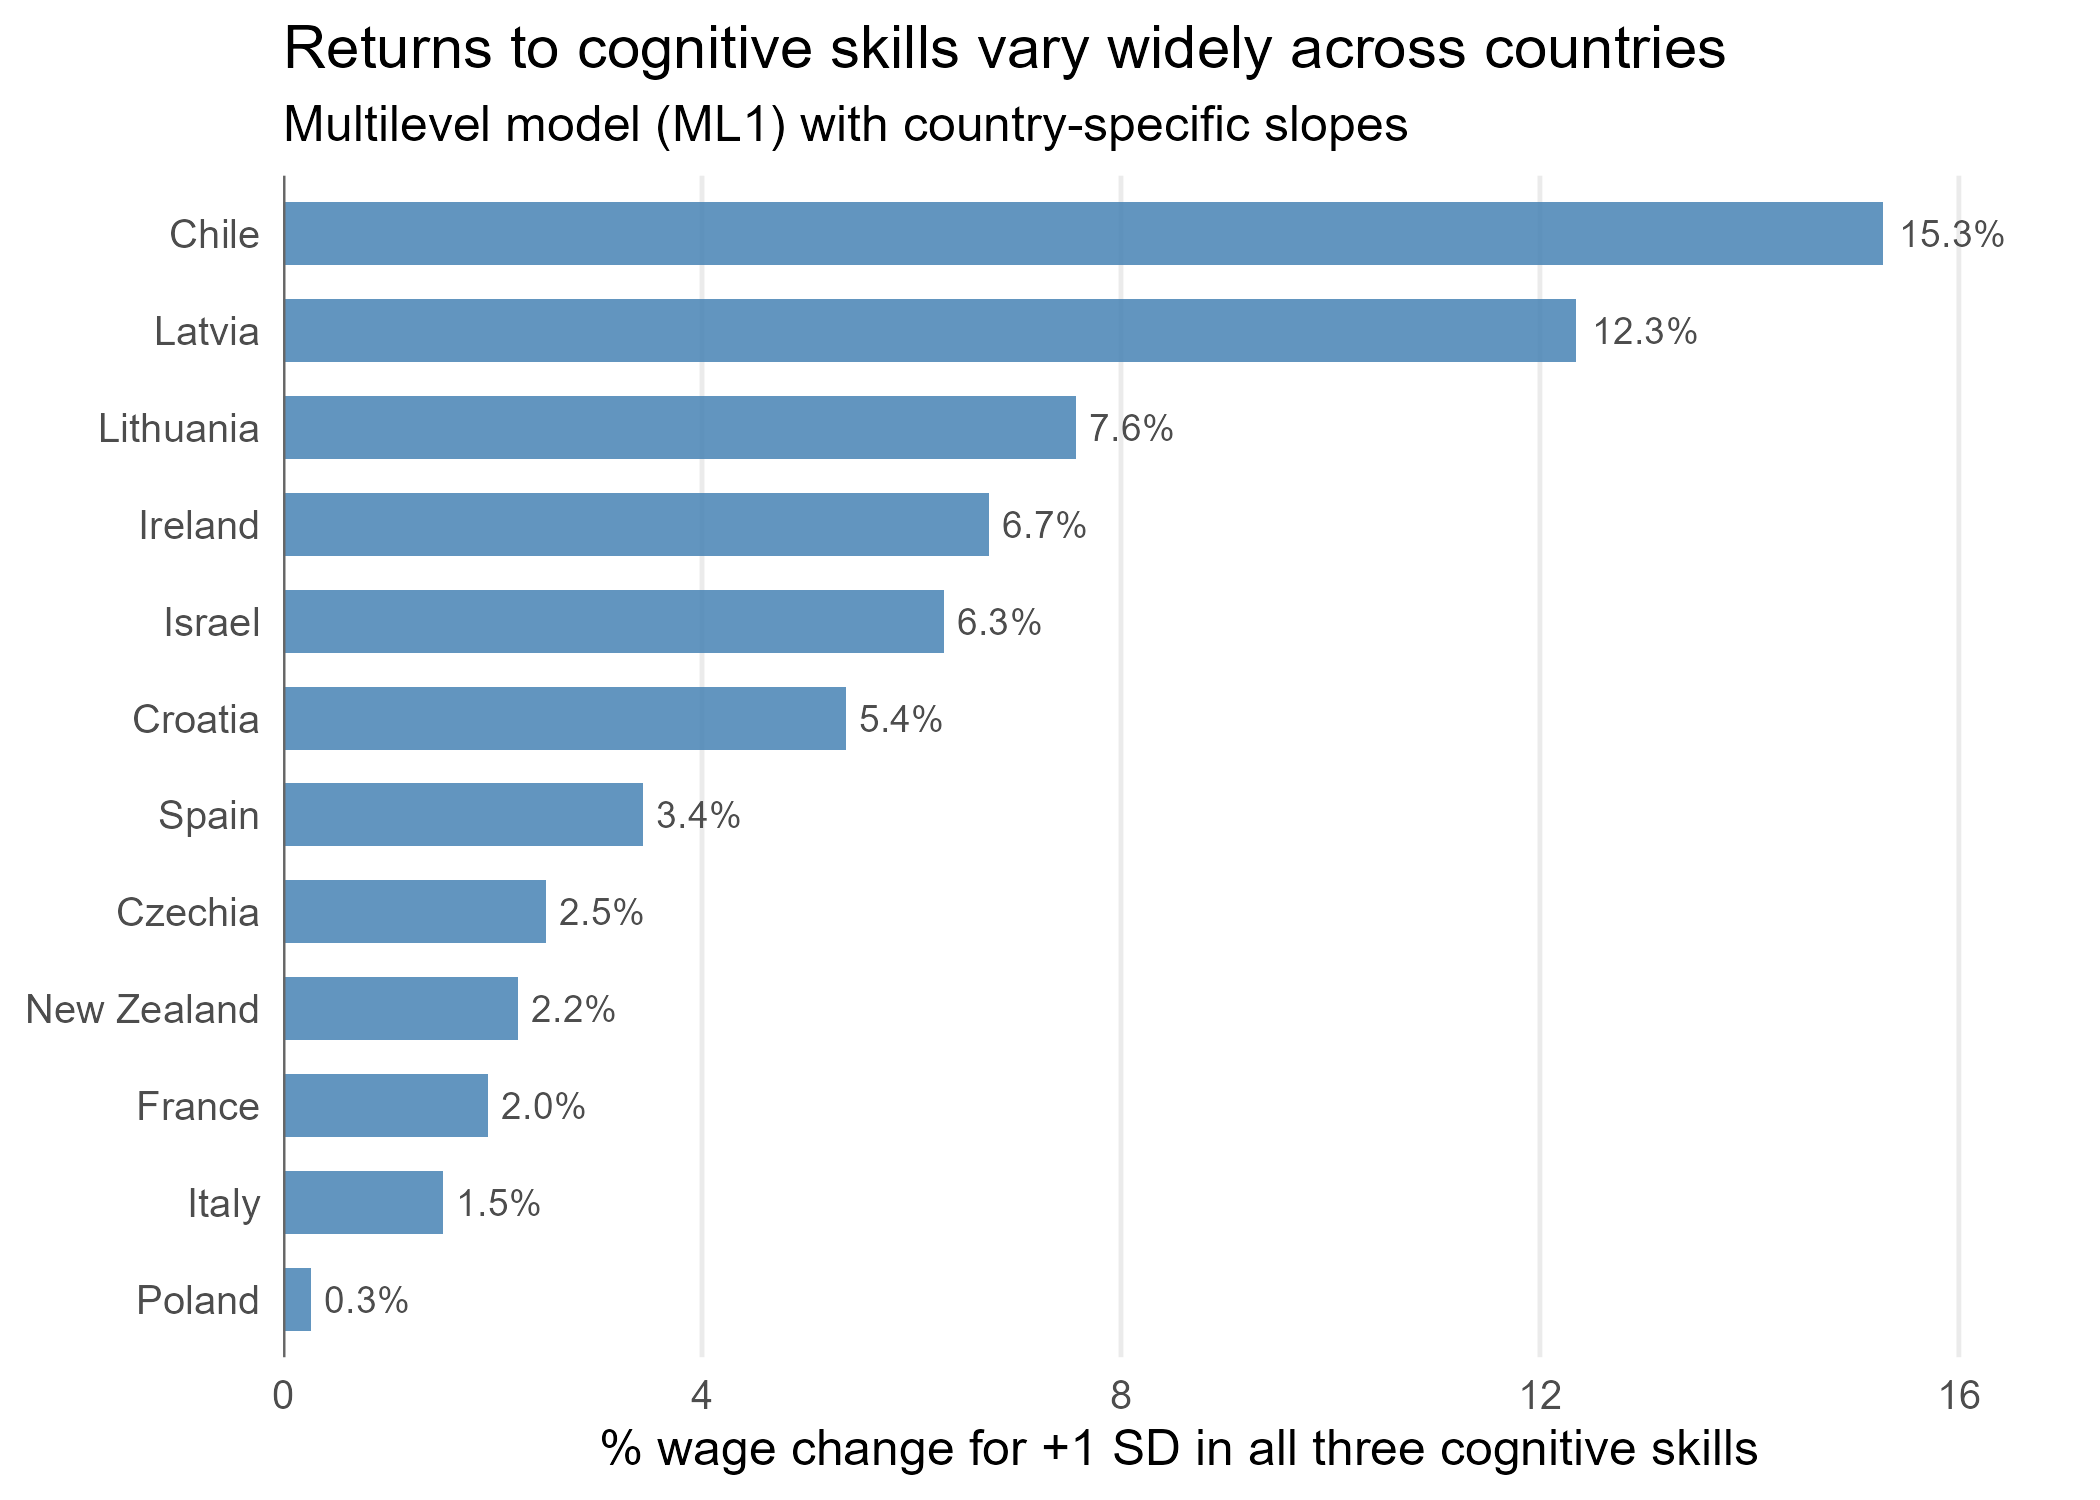 Returns to cognitive skills vary widely across countries
Multilevel model (ML1) with country-specific slopes
Chile 15.3%
Latvia 12.3%
Lithuania 7.6%
Ireland 6.7%
Israel 6.3%
Croatia 5.4%
Spain 3.4%
Czechia 2.5%
New Zealand 2.2%
France 2.0%
Italy 1.5%
Poland 0.3%
0 4 8 12 16
% wage change for +1 SD in all three cognitive skills